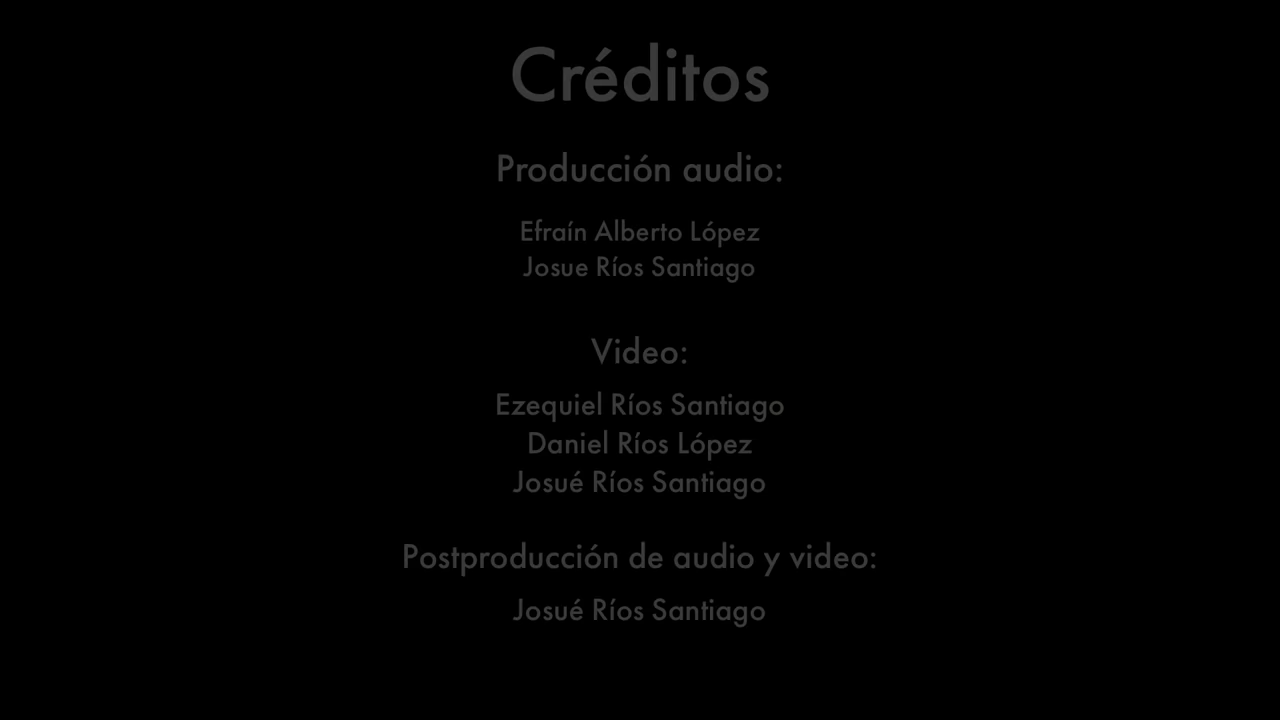 Créditos
Producción audio:
Efraín Alberto López
Josue Ríos Santiago
Video:
Ezequiel Ríos Santiago
Daniel Ríos López
Josué Ríos Santiago
Postproducción de audio y video:
Josué Ríos Santiago